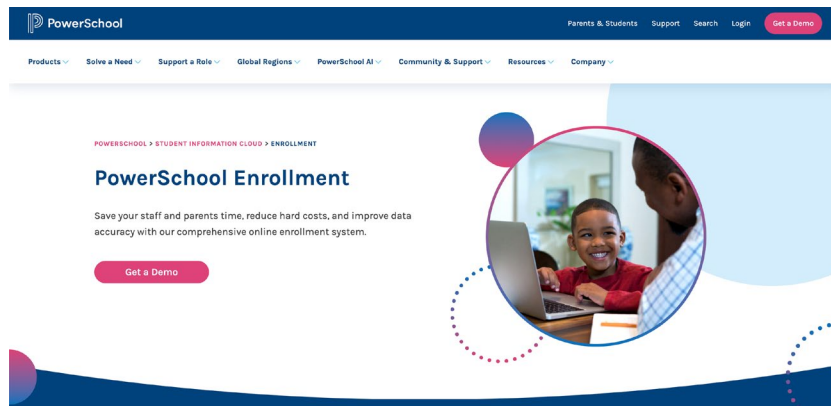 PowerSchool
Parents & Students Support Search Login Get a Demo
Products Solve a Need Support a Role Global Regions PowerSchool AI Community & Support Resources Company
POWERSCHOOL > STUDENT INFORMATION CLOUD > ENROLLMENT
PowerSchool Enrollment
Save your staff and parents time, reduce hard costs, and improve data
accuracy with our comprehensive online enrollment system.
Get a Demo